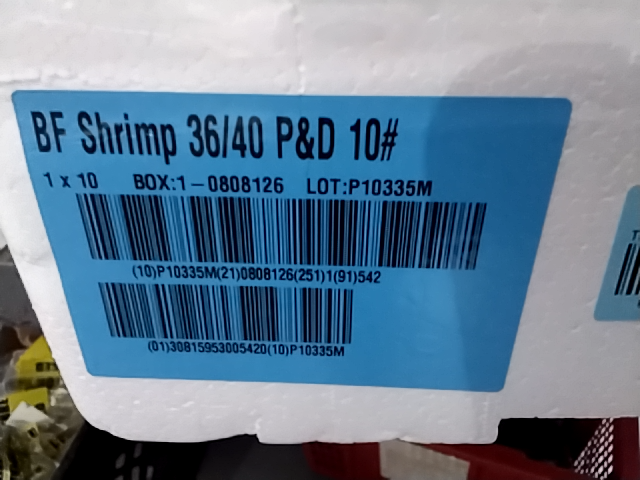 BF Shrimp 36/40 P&D 10#
1 x 10 BOX:1-0808126 LOT:P10335M
(10)P10335M(21)0808126(251)1(91)542
(01)30815953005420(10)P10335M